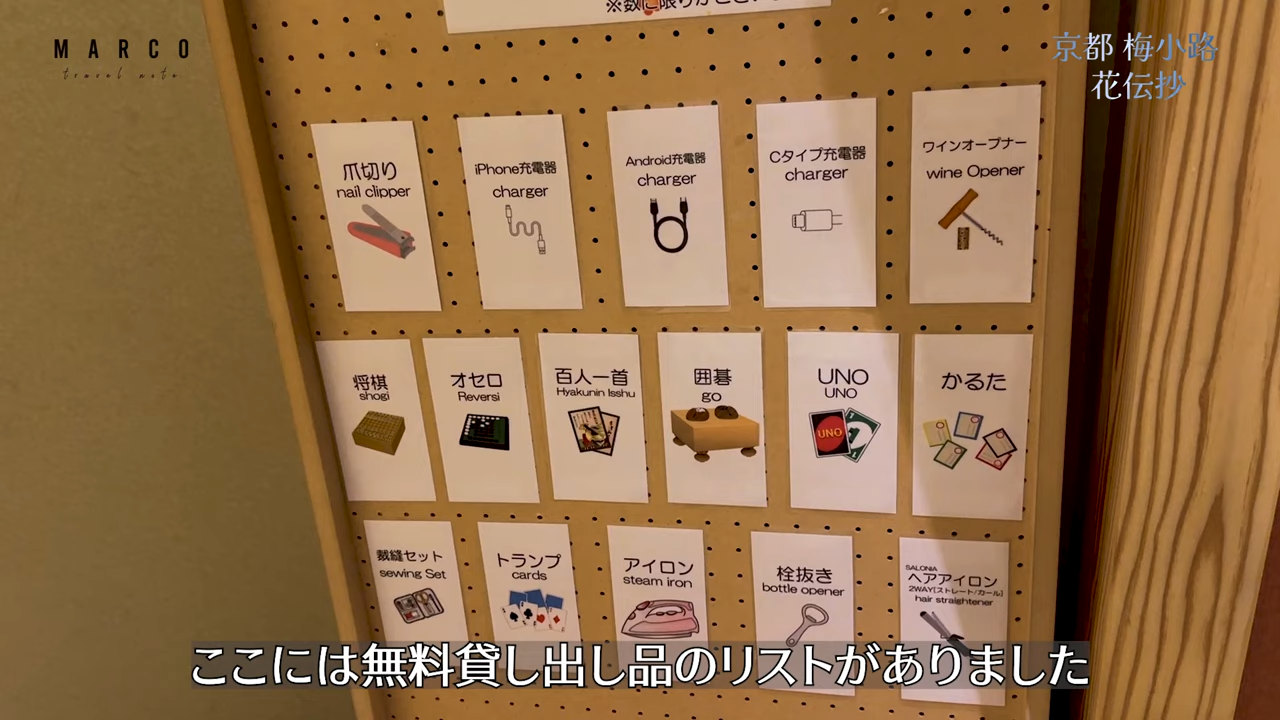 ※数に限りがござい
MARCO
travel note
京都 梅小路
花伝抄
爪切り
nail clipper
iPhone充電器
charger
Android充電器
charger
Cタイプ充電器
charger
ワインオープナー
wine Opener
将棋
shogi
オセロ
Reversi
百人一首
Hyakunin Isshu
囲碁
go
UNO
UNO
UNO
かるた
裁縫セット
sewing Set
トランプ
cards
アイロン
steam iron
栓抜き
bottle opener
SALONIA
ヘアアイロン
2WAY(ストレート/カール)
hair straightener
ここには無料貸し出し品のリストがありました